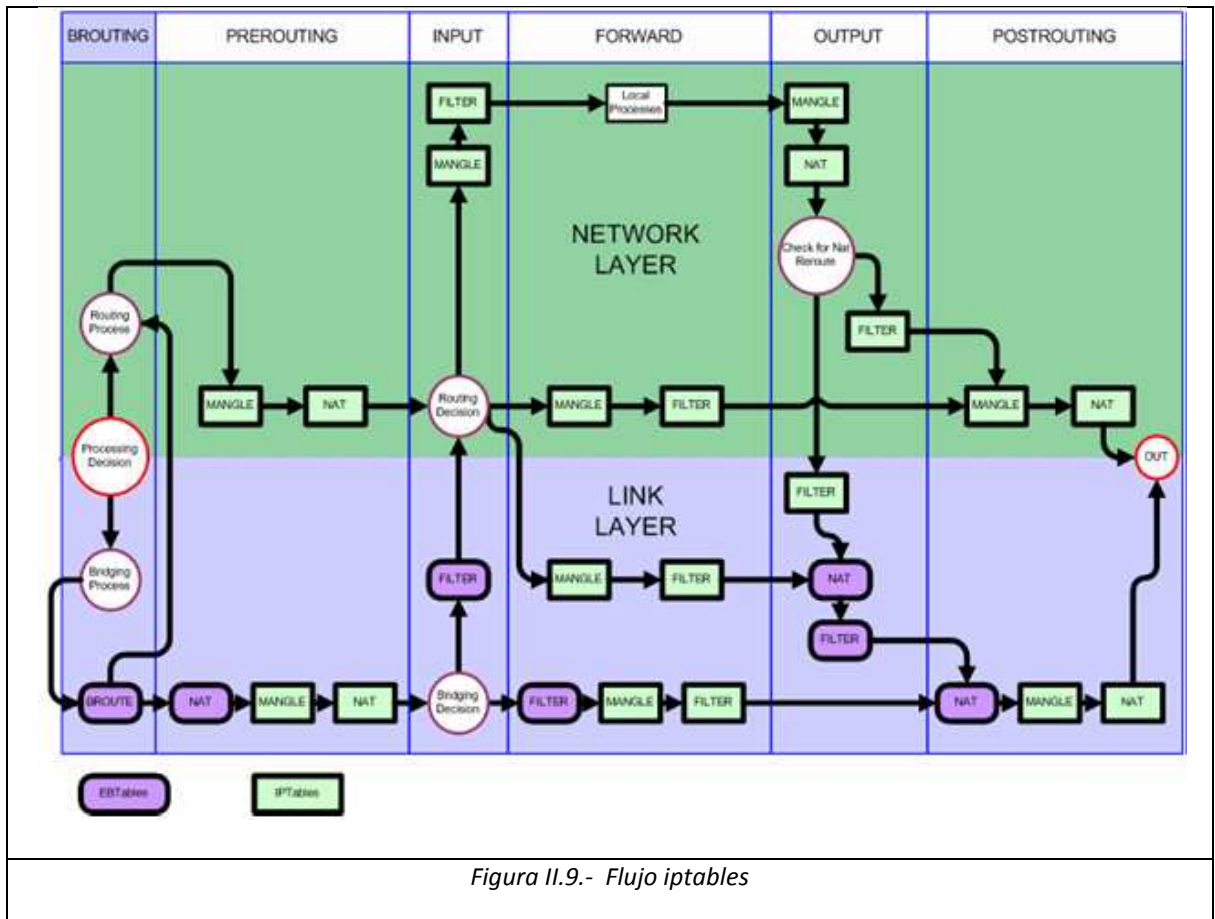 BROUTING PREROUTING INPUT FORWARD OUTPUT POSTROUTING
FILTER
Local
Processes
MANGLE
MANGLE
NAT
NETWORK
LAYER
Check for Nat
Reroute
Routing
Process
FILTER
MANGLE
NAT
Routing
Decision
MANGLE
FILTER
MANGLE
NAT
Processing
Decision
OUT
LINK
LAYER
FILTER
Bridging
Process
FILTER
MANGLE
FILTER
NAT
FILTER
BROUTE
NAT
MANGLE
NAT
Bridging
Decision
FILTER
MANGLE
FILTER
NAT
MANGLE
NAT
EBTables
IPTables
Figura II.9.- Flujo iptables